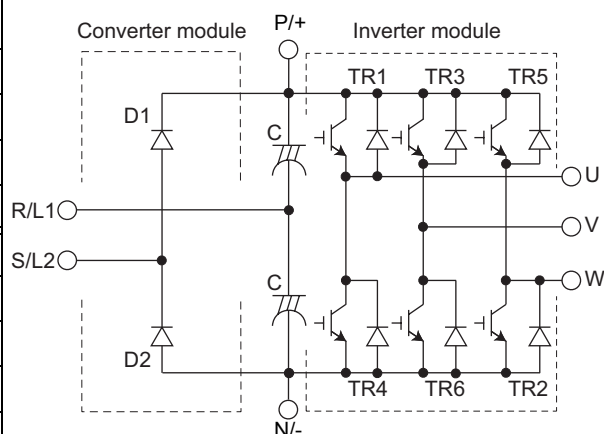 P/+
Converter module
Inverter module
TR1
TR3
TR5
D1
C
U
R/L1
V
S/L2
W
C
D2
TR4
TR6
TR2
N/-